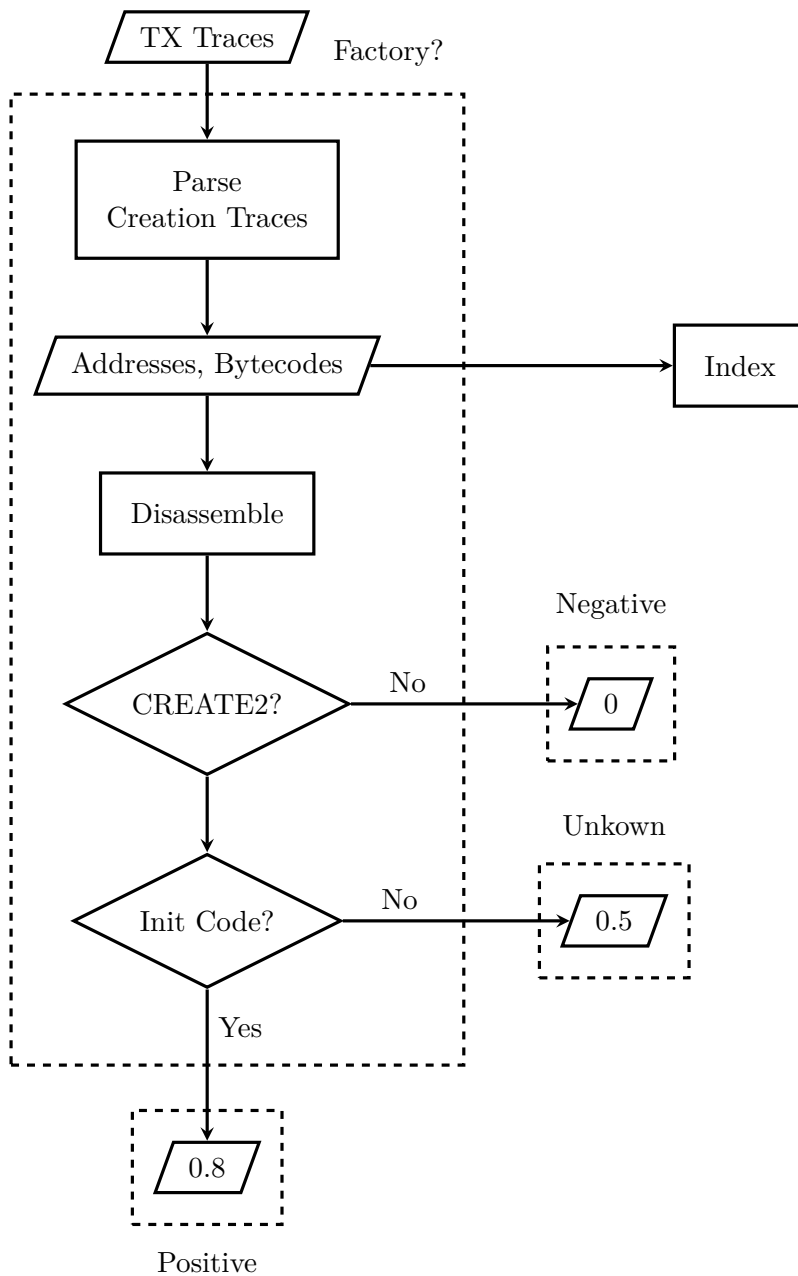 TX Traces
Factory?
Parse
Creation Traces
Addresses, Bytecodes
Index
Disassemble
Negative
CREATE2?
No
0
Unkown
Init Code?
No
0.5
Yes
0.8
Positive